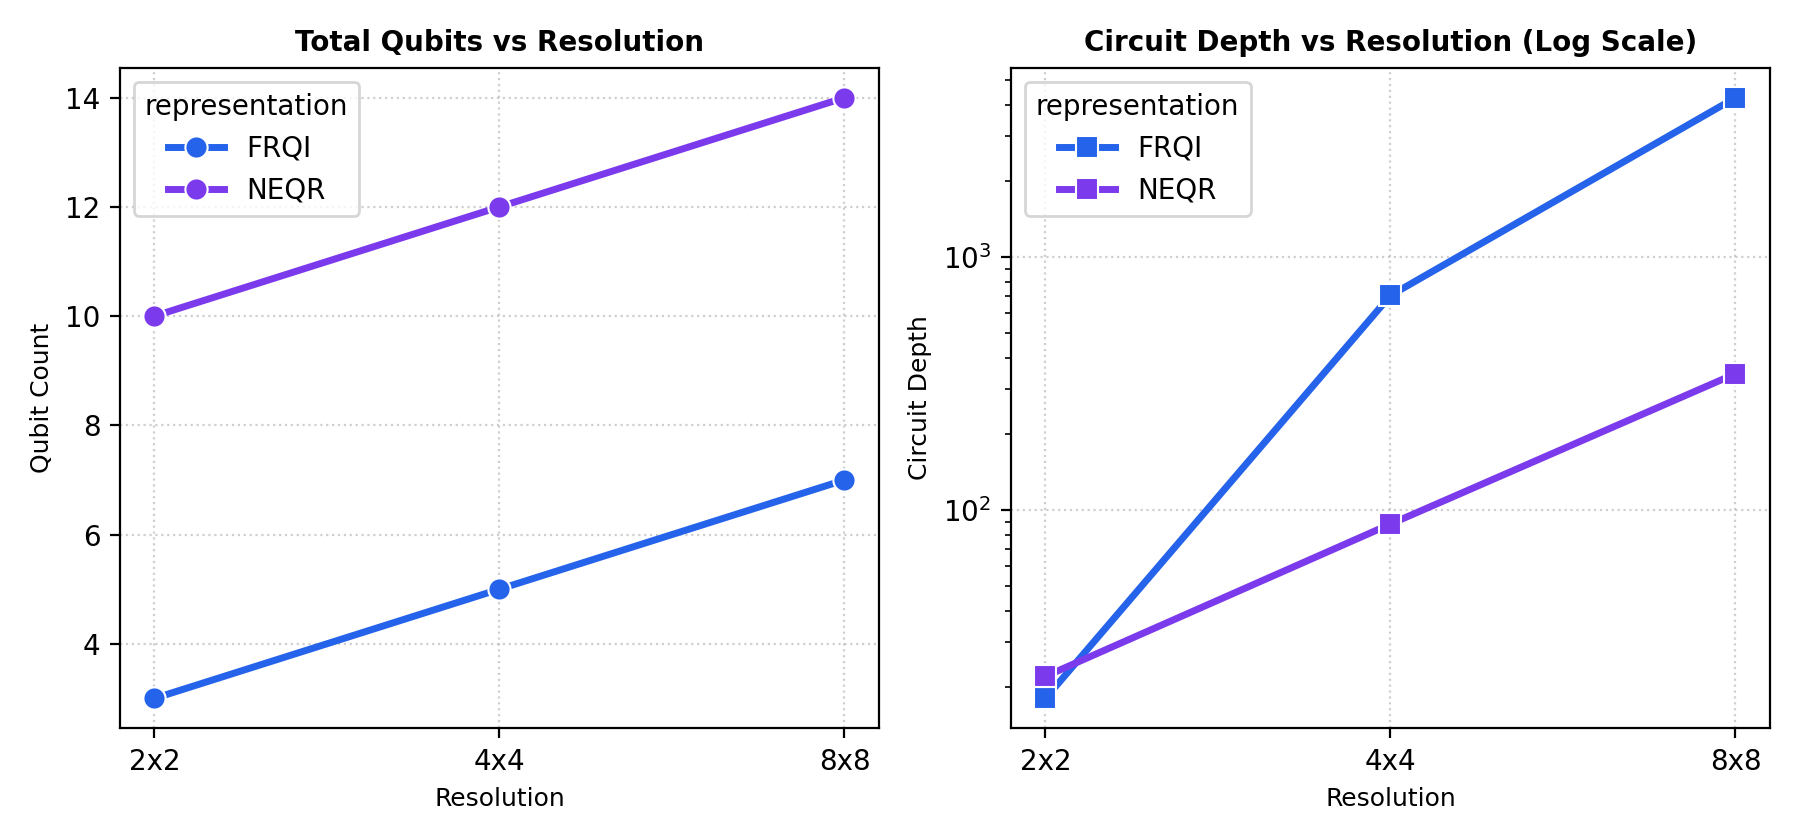 Total Qubits vs Resolution
representation
FRQI
NEQR
14
12
10
8
6
4
Qubit Count
2x2
4x4
8x8
Resolution
Circuit Depth vs Resolution (Log Scale)
representation
FRQI
NEQR
10³
10²
Circuit Depth
2x2
4x4
8x8
Resolution